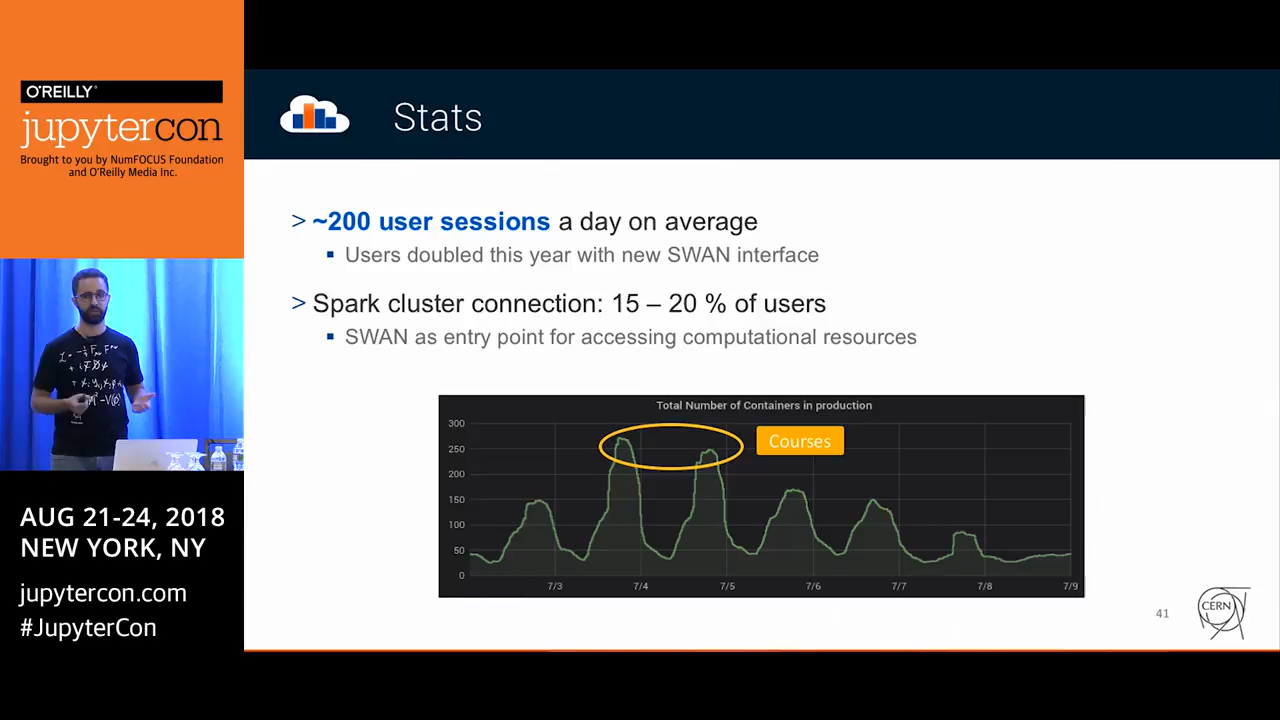 O'REILLY®
jupytercon
Brought to you by NumFOCUS Foundation
and O'Reilly Media Inc.
AUG 21-24, 2018
NEW YORK, NY
jupytercon.com
#JupyterCon
Stats
> ~200 user sessions a day on average
▪ Users doubled this year with new SWAN interface
> Spark cluster connection: 15 – 20 % of users
▪ SWAN as entry point for accessing computational resources
Total Number of Containers in production
Courses
300
250
200
150
100
50
0
7/3 7/4 7/5 7/6 7/7 7/8 7/9
41
CERN